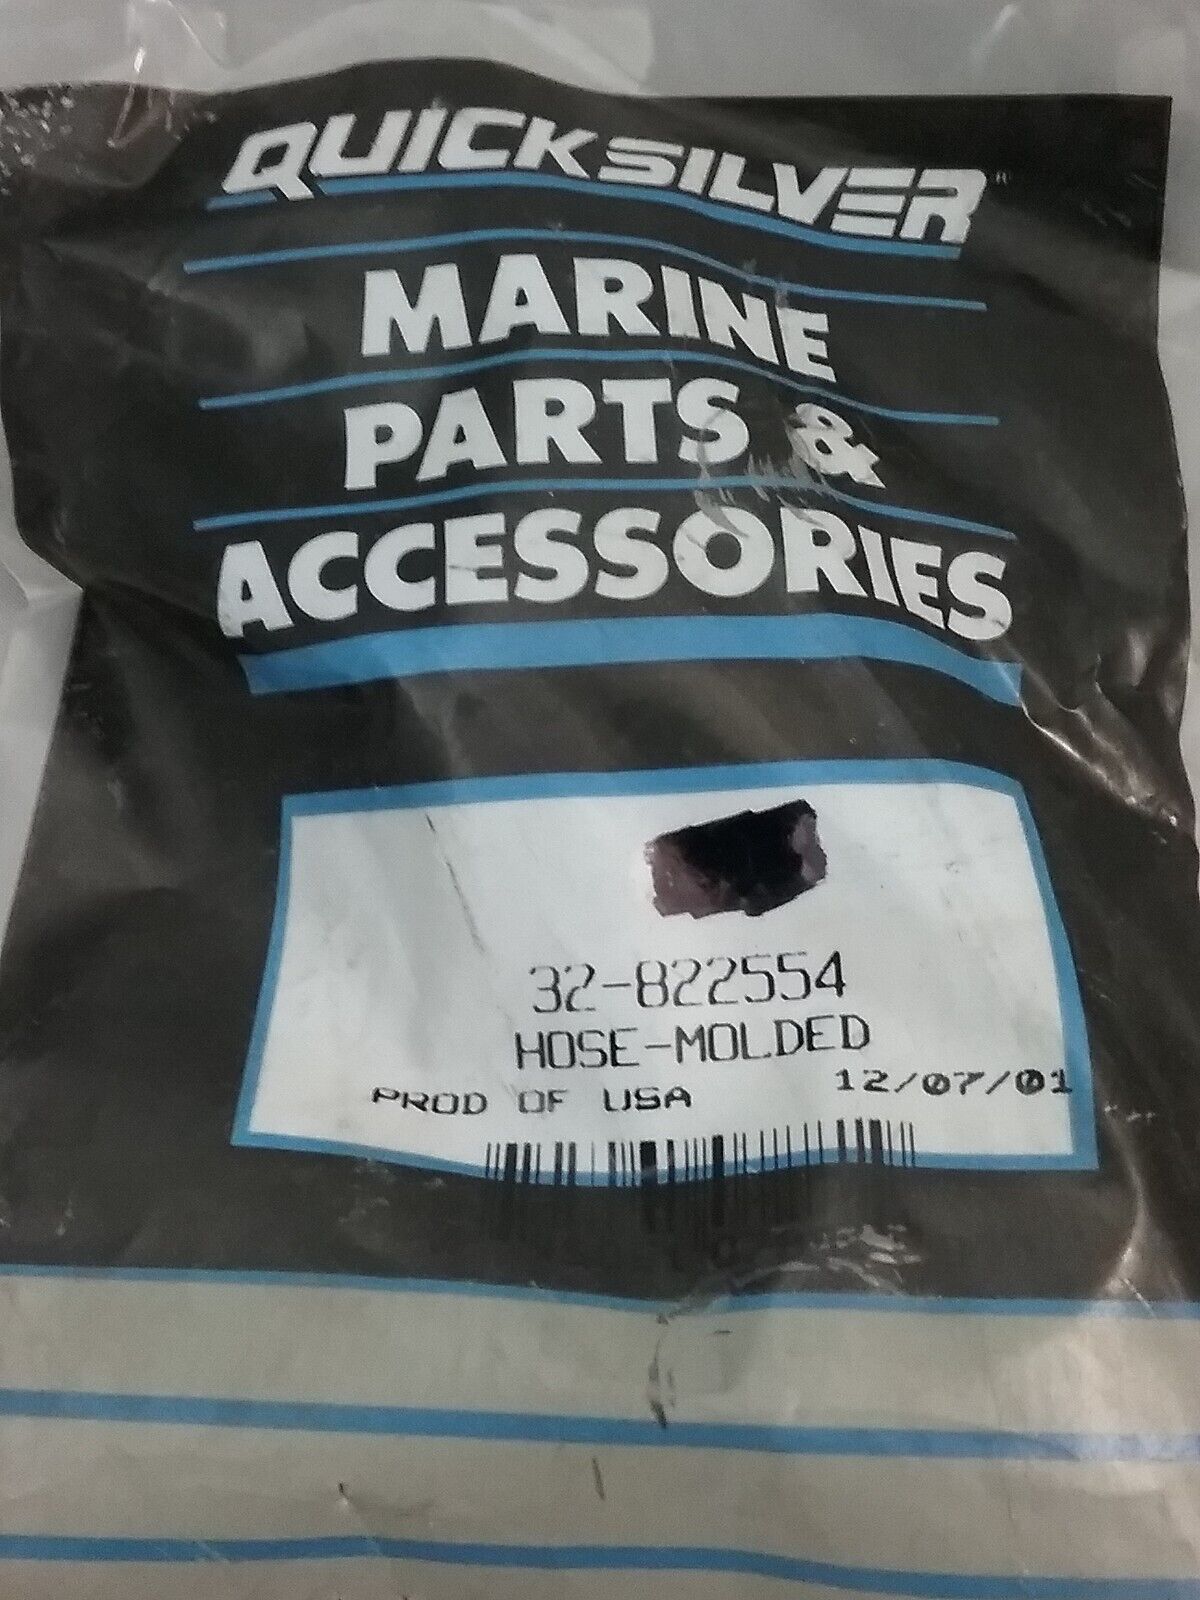 QUICKSILVER®
MARINE
PARTS &
ACCESSORIES
32-822554
HOSE-MOLDED
PROD OF USA 12/07/01